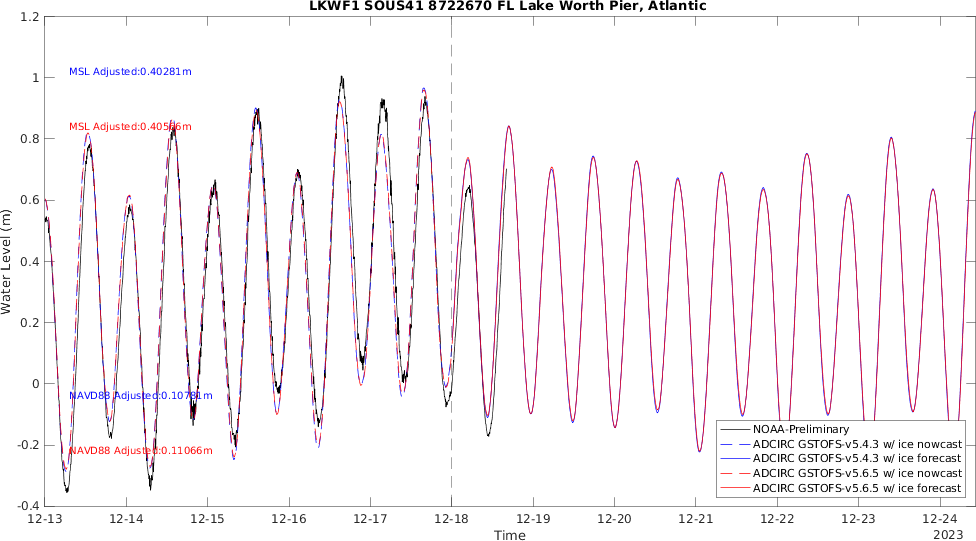 LKWF1 SOUS41 8722670 FL Lake Worth Pier, Atlantic
1.2
1
0.8
0.6
0.4
0.2
0
-0.2
-0.4
Water Level (m)
MSL Adjusted:0.40281m
MSL Adjusted:0.40566m
NAVD88 Adjusted:0.10781m
NAVD88 Adjusted:0.11066m
NOAA-Preliminary
ADCIRC GSTOFS-v5.4.3 w/ ice nowcast
ADCIRC GSTOFS-v5.4.3 w/ ice forecast
ADCIRC GSTOFS-v5.6.5 w/ ice nowcast
ADCIRC GSTOFS-v5.6.5 w/ ice forecast
12-13 12-14 12-15 12-16 12-17 12-18 12-19 12-20 12-21 12-22 12-23 12-24
Time
2023